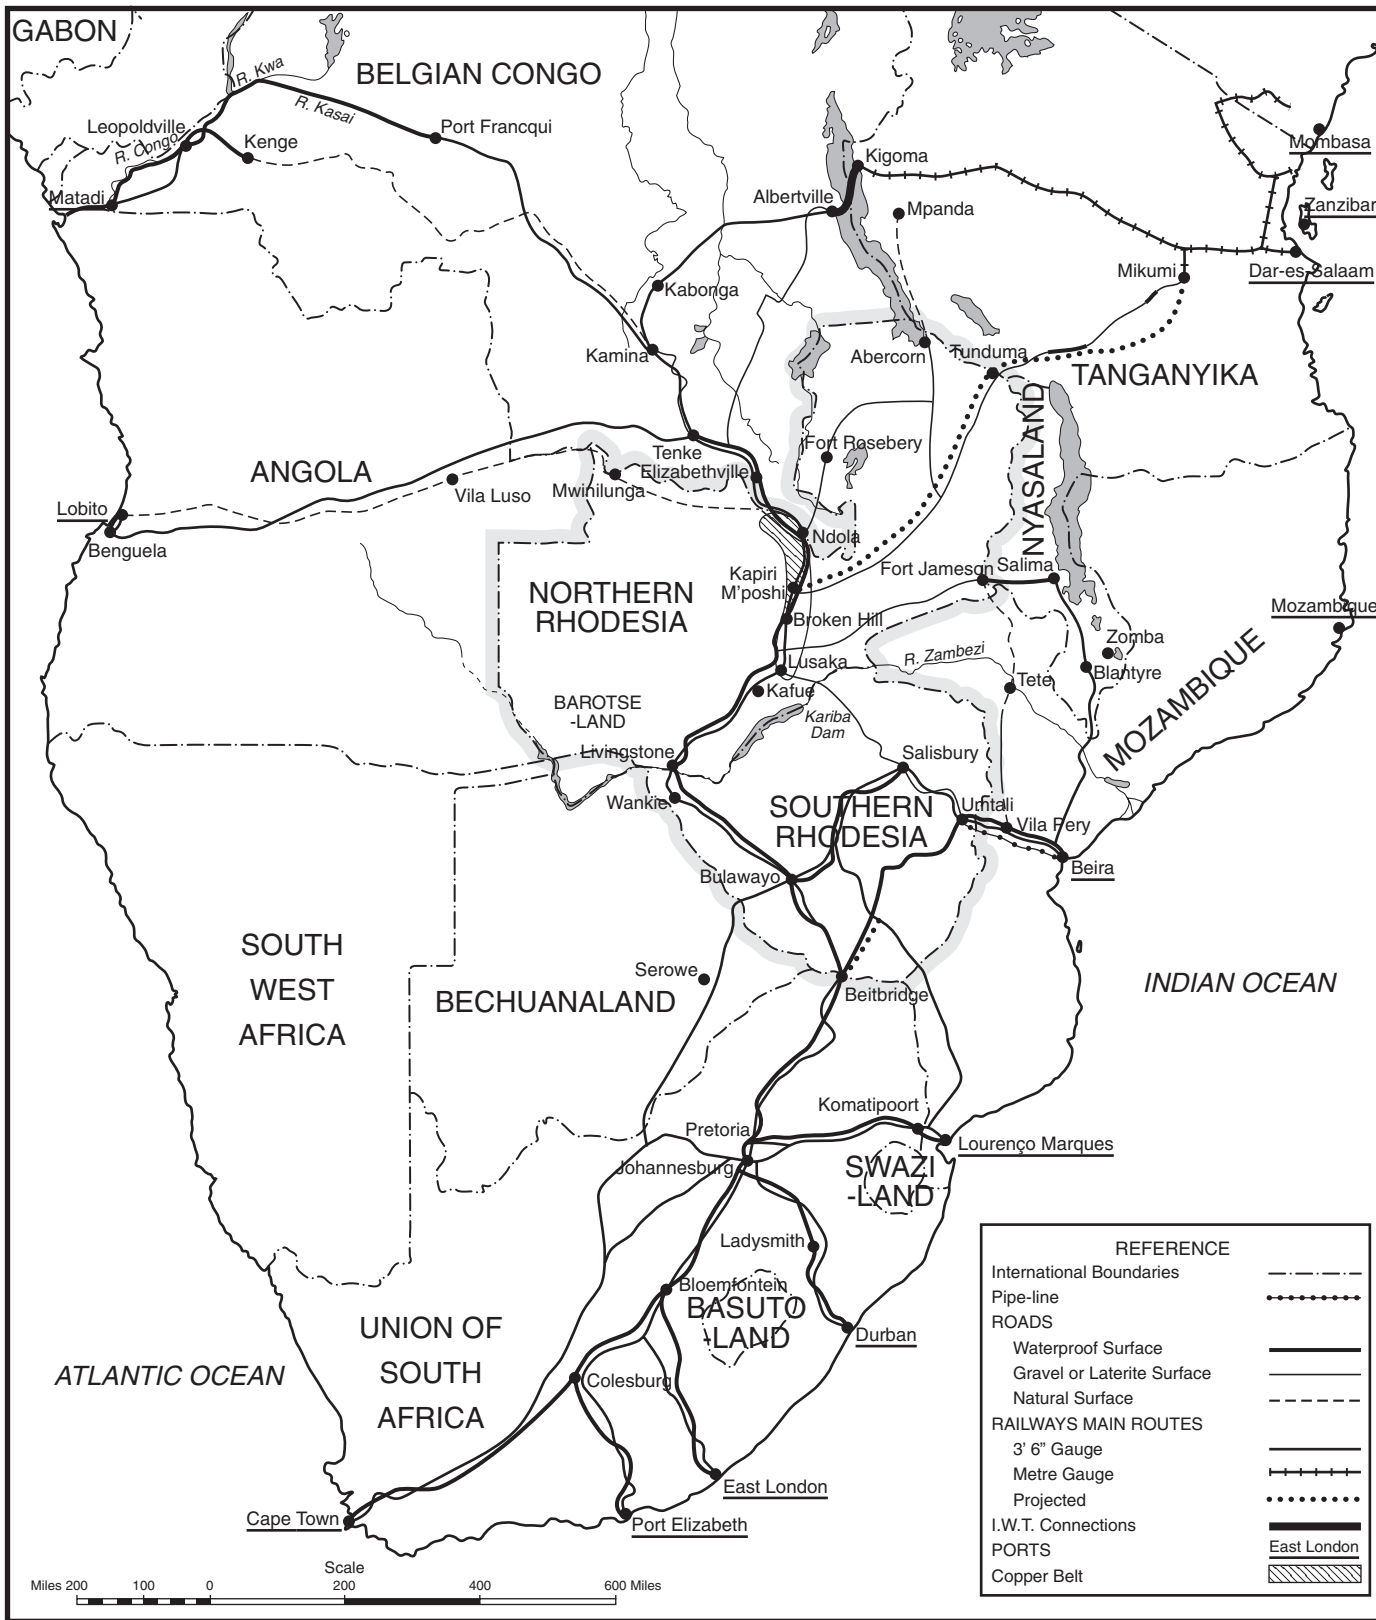 GABON
BELGIAN CONGO
R. Kwa
R. Kasai
Port Francqui
Leopoldville
R. Congo
Kenge
Matadi
Mombasa
Kigoma
Albertville
Mpanda
Zanzibar
Mikumi
Dar-es-Salaam
Kabonga
Kamina
Abercorn
Tunduma
TANGANYIKA
NYASALAND
Fort Rosebery
Tenke
Elizabethville
ANGOLA
Vila Luso
Mwinilunga
Lobito
Benguela
Ndola
Kapiri
M'poshi
Fort Jameson
Salima
NORTHERN
RHODESIA
Broken Hill
Mozambique
Zomba
Lusaka
R. Zambezi
Tete
Blantyre
Kafue
MOZAMBIQUE
BAROTSE
-LAND
Kariba
Dam
Livingstone
Salisbury
Wankie
SOUTHERN
RHODESIA
Umtali
Vila Pery
Beira
Bulawayo
SOUTH
WEST
AFRICA
Serowe
BECHUANALAND
Beitbridge
INDIAN OCEAN
Komatipoort
Pretoria
Lourenço Marques
Johannesburg
SWAZI
-LAND
Ladysmith
Bloemfontein
BASUTO
-LAND
Durban
UNION OF
SOUTH
AFRICA
ATLANTIC OCEAN
Colesburg
East London
Cape Town
Port Elizabeth
REFERENCE
International Boundaries
Pipe-line
ROADS
Waterproof Surface
Gravel or Laterite Surface
Natural Surface
RAILWAYS MAIN ROUTES
3' 6" Gauge
Metre Gauge
Projected
I.W.T. Connections
PORTS East London
Copper Belt
Scale
Miles 200 100 0 200 400 600 Miles